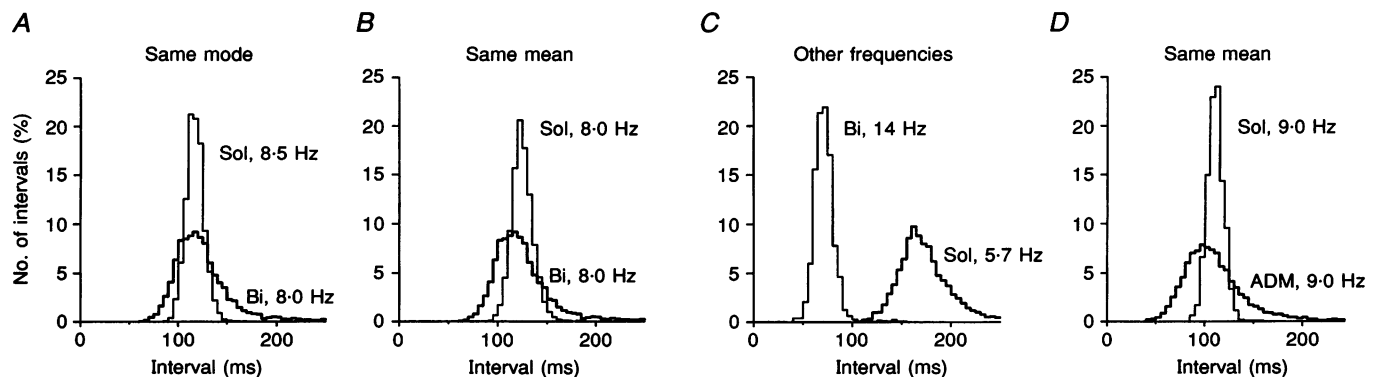 A
Same mode
No. of intervals (%)
25
20
15
10
5
0
Sol, 8·5 Hz
Bi, 8·0 Hz
0
100
200
Interval (ms)
B
Same mean
25
20
15
10
5
0
Sol, 8·0 Hz
Bi, 8·0 Hz
0
100
200
Interval (ms)
C
Other frequencies
25
20
15
10
5
0
Bi, 14 Hz
Sol, 5·7 Hz
0
100
200
Interval (ms)
D
Same mean
25
20
15
10
5
0
Sol, 9·0 Hz
ADM, 9·0 Hz
0
100
200
Interval (ms)